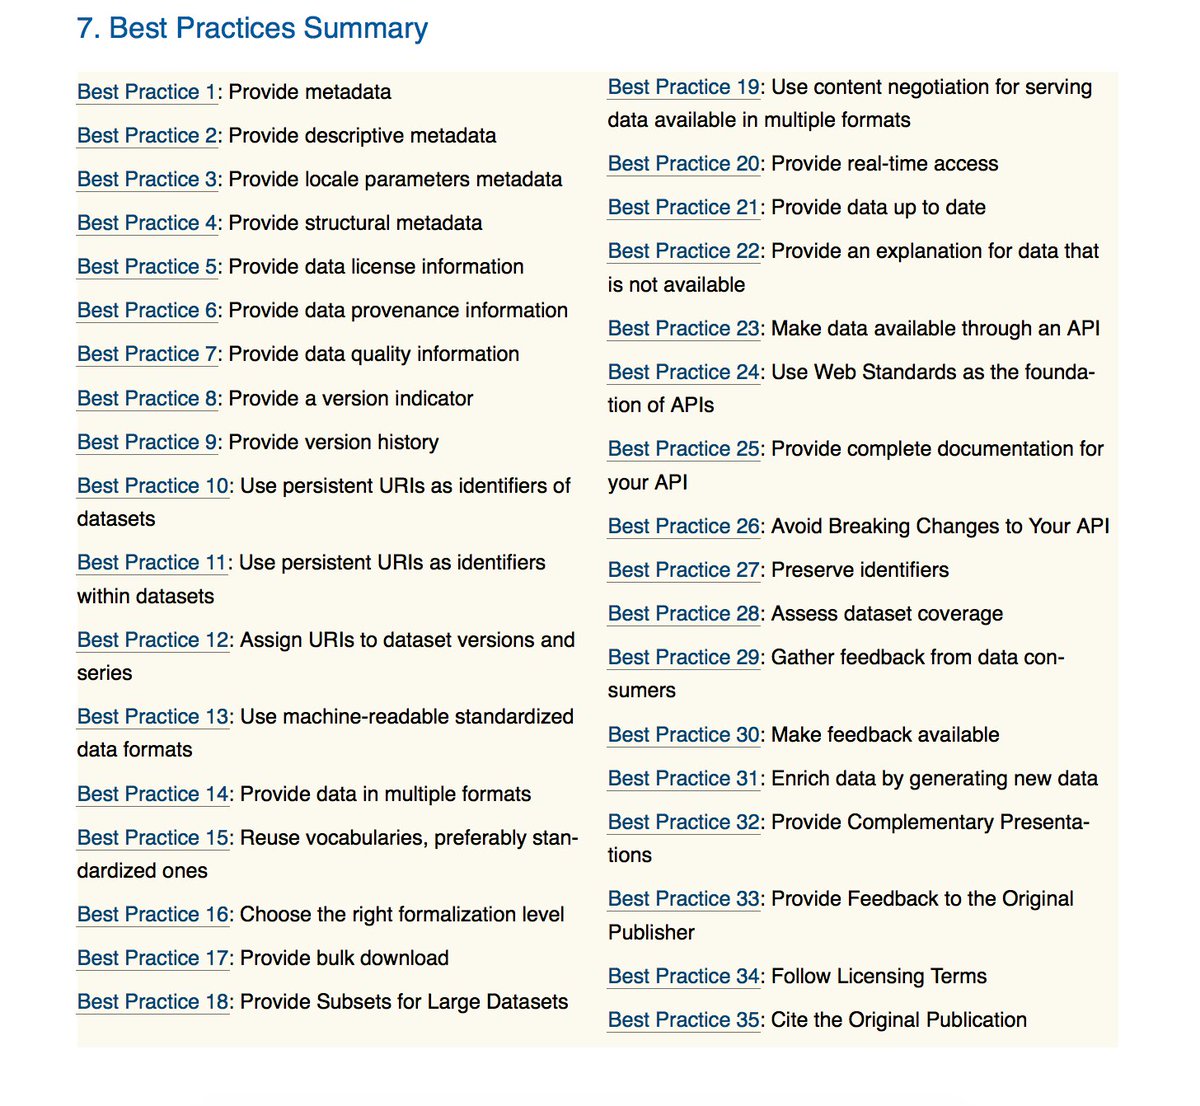 7. Best Practices Summary
Best Practice 1: Provide metadata
Best Practice 2: Provide descriptive metadata
Best Practice 3: Provide locale parameters metadata
Best Practice 4: Provide structural metadata
Best Practice 5: Provide data license information
Best Practice 6: Provide data provenance information
Best Practice 7: Provide data quality information
Best Practice 8: Provide a version indicator
Best Practice 9: Provide version history
Best Practice 10: Use persistent URIs as identifiers of
datasets
Best Practice 11: Use persistent URIs as identifiers
within datasets
Best Practice 12: Assign URIs to dataset versions and
series
Best Practice 13: Use machine-readable standardized
data formats
Best Practice 14: Provide data in multiple formats
Best Practice 15: Reuse vocabularies, preferably stan-
dardized ones
Best Practice 16: Choose the right formalization level
Best Practice 17: Provide bulk download
Best Practice 18: Provide Subsets for Large Datasets
Best Practice 19: Use content negotiation for serving
data available in multiple formats
Best Practice 20: Provide real-time access
Best Practice 21: Provide data up to date
Best Practice 22: Provide an explanation for data that
is not available
Best Practice 23: Make data available through an API
Best Practice 24: Use Web Standards as the founda-
tion of APIs
Best Practice 25: Provide complete documentation for
your API
Best Practice 26: Avoid Breaking Changes to Your API
Best Practice 27: Preserve identifiers
Best Practice 28: Assess dataset coverage
Best Practice 29: Gather feedback from data con-
sumers
Best Practice 30: Make feedback available
Best Practice 31: Enrich data by generating new data
Best Practice 32: Provide Complementary Presenta-
tions
Best Practice 33: Provide Feedback to the Original
Publisher
Best Practice 34: Follow Licensing Terms
Best Practice 35: Cite the Original Publication